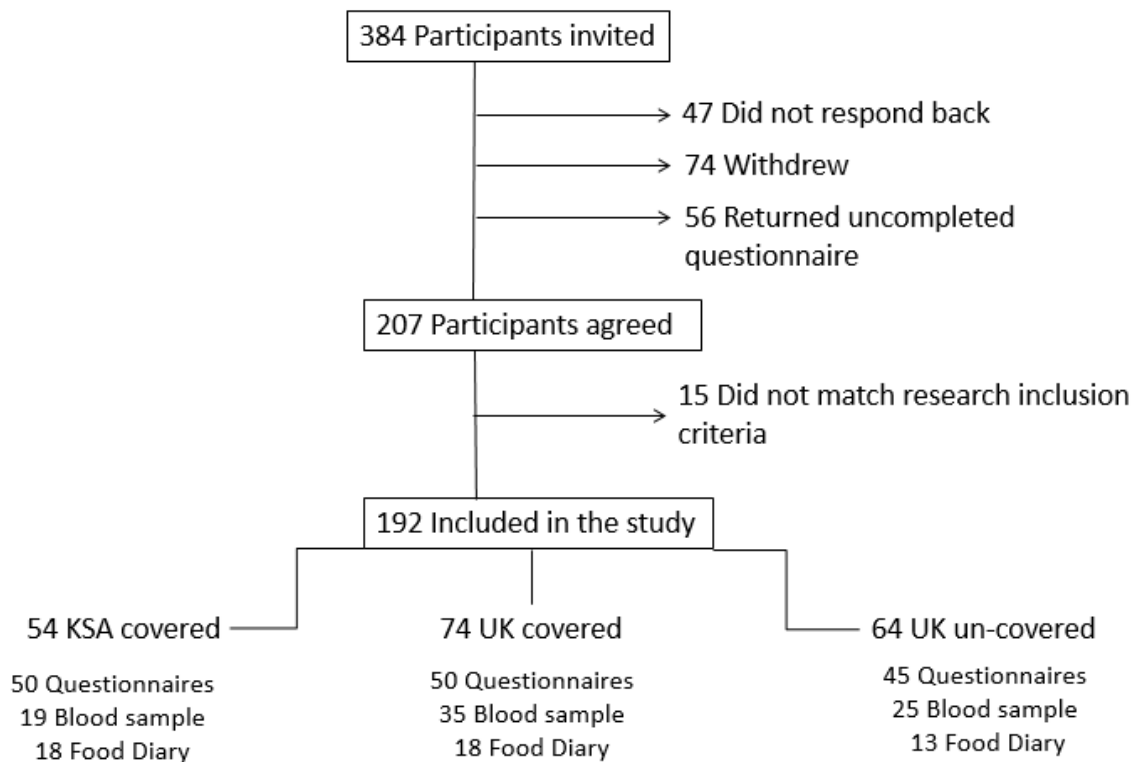 384 Participants invited
47 Did not respond back
74 Withdrew
56 Returned uncompleted
questionnaire
207 Participants agreed
15 Did not match research inclusion
criteria
192 Included in the study
54 KSA covered
50 Questionnaires
19 Blood sample
18 Food Diary
74 UK covered
50 Questionnaires
35 Blood sample
18 Food Diary
64 UK un-covered
45 Questionnaires
25 Blood sample
13 Food Diary